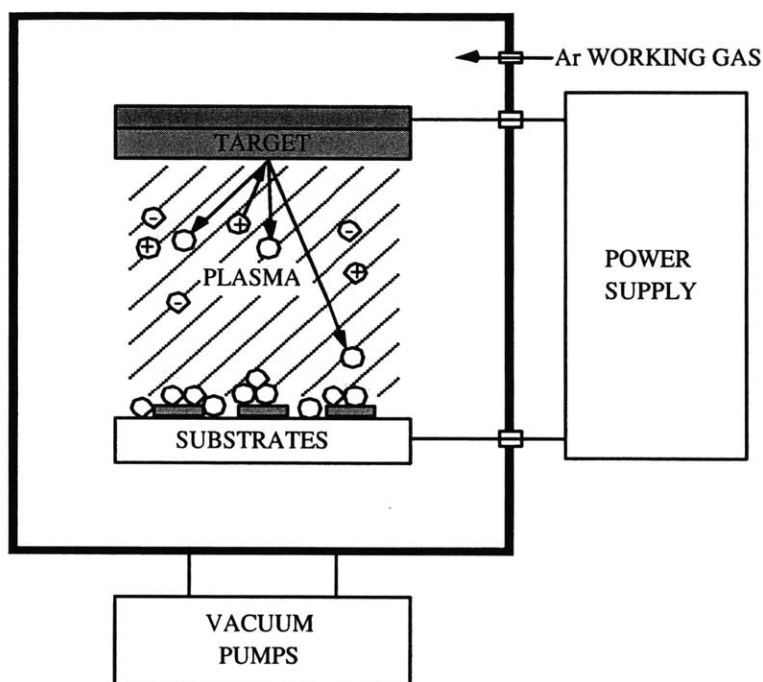 Ar WORKING GAS
TARGET
-
+
+
-
+
PLASMA
-
POWER
SUPPLY
SUBSTRATES
VACUUM
PUMPS